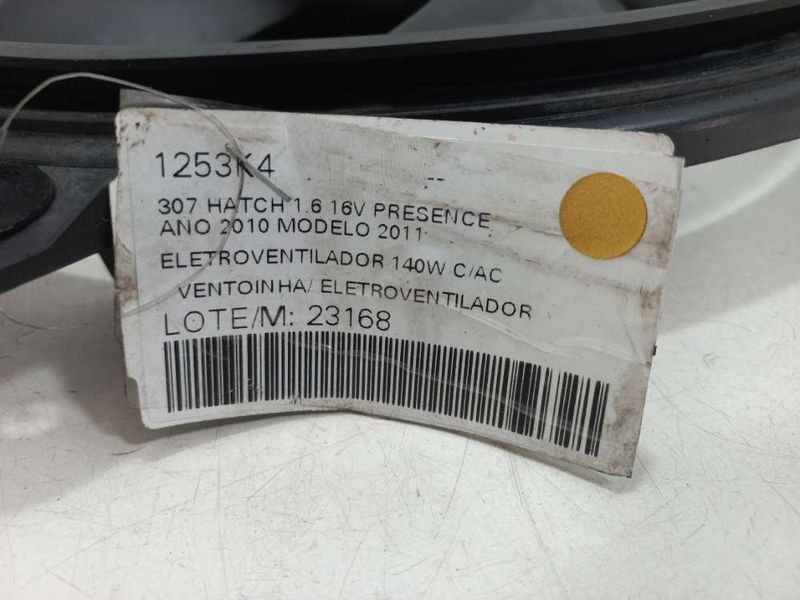 1253K4 --
307 HATCH 1.6 16V PRESENCE
ANO 2010 MODELO 2011
ELETROVENTILADOR 140W C/AC
VENTOINHA/ ELETROVENTILADOR
LOTE/M: 23168